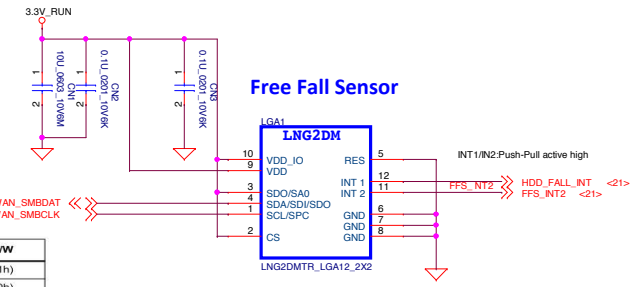 3.3V_RUN
1
2
10U_0603_10V6M
CN1
1
2
0.1U_0201_10V6K
CN2
1
2
0.1U_0201_10V6K
CN3
Free Fall Sensor
LGA1
LNG2DM
10 VDD_IO
9 VDD
3 SDO/SA0
4 SDA/SDI/SDO
1 SCL/SPC
2 CS
RES 5
INT 1 12
INT 2 11
GND 6
GND 7
GND 8
LNG2DMTR_LGA12_2X2
INT1/IN2:Push-Pull active high
FFS_NT2
HDD_FALL_INT <21>
FFS_INT2 <21>
AN_SMBDAT
AN_SMBCLK